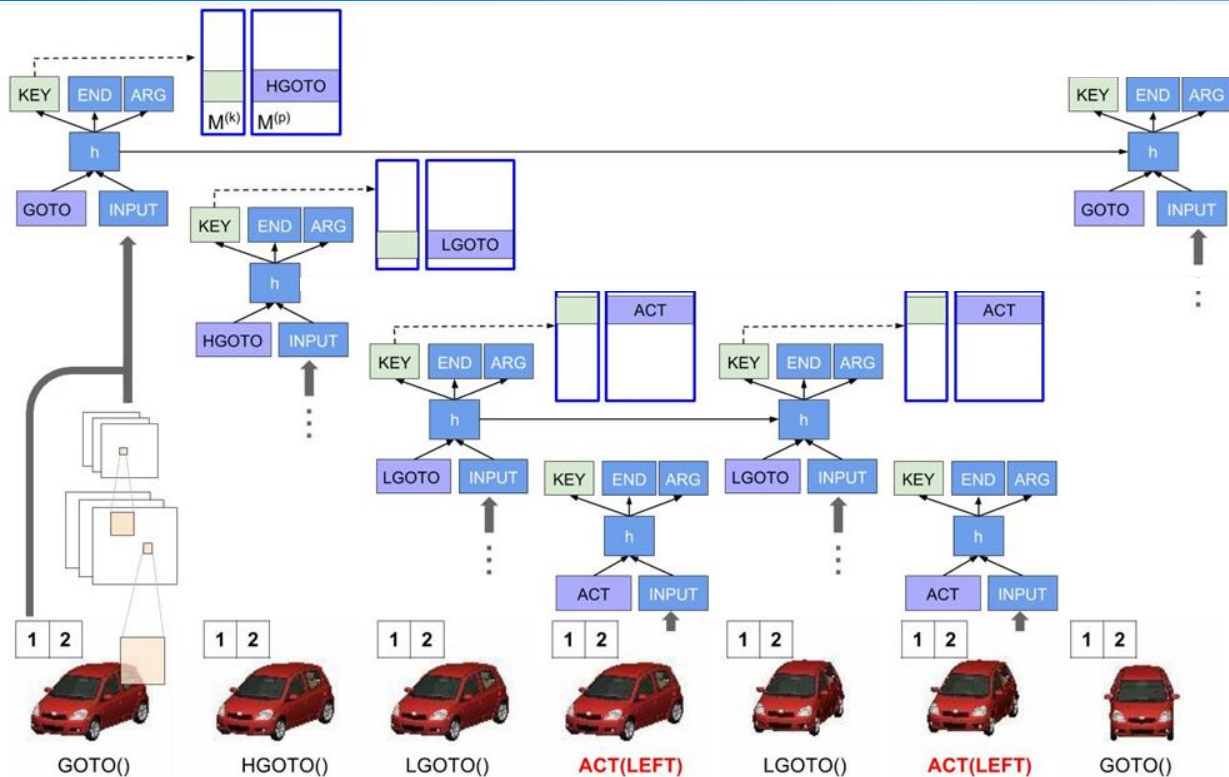 HGOTO
KEY END ARG KEY END ARG
M(k) M(p)
h h
GOTO INPUT GOTO INPUT
KEY END ARG LGOTO
h
HGOTO INPUT
ACT ACT
KEY END ARG KEY END ARG
h h
LGOTO INPUT LGOTO INPUT
KEY END ARG KEY END ARG
h h
ACT INPUT ACT INPUT
1 2 1 2 1 2 1 2 1 2 1 2 1 2
GOTO() HGOTO() LGOTO() ACT(LEFT) LGOTO() ACT(LEFT) GOTO()